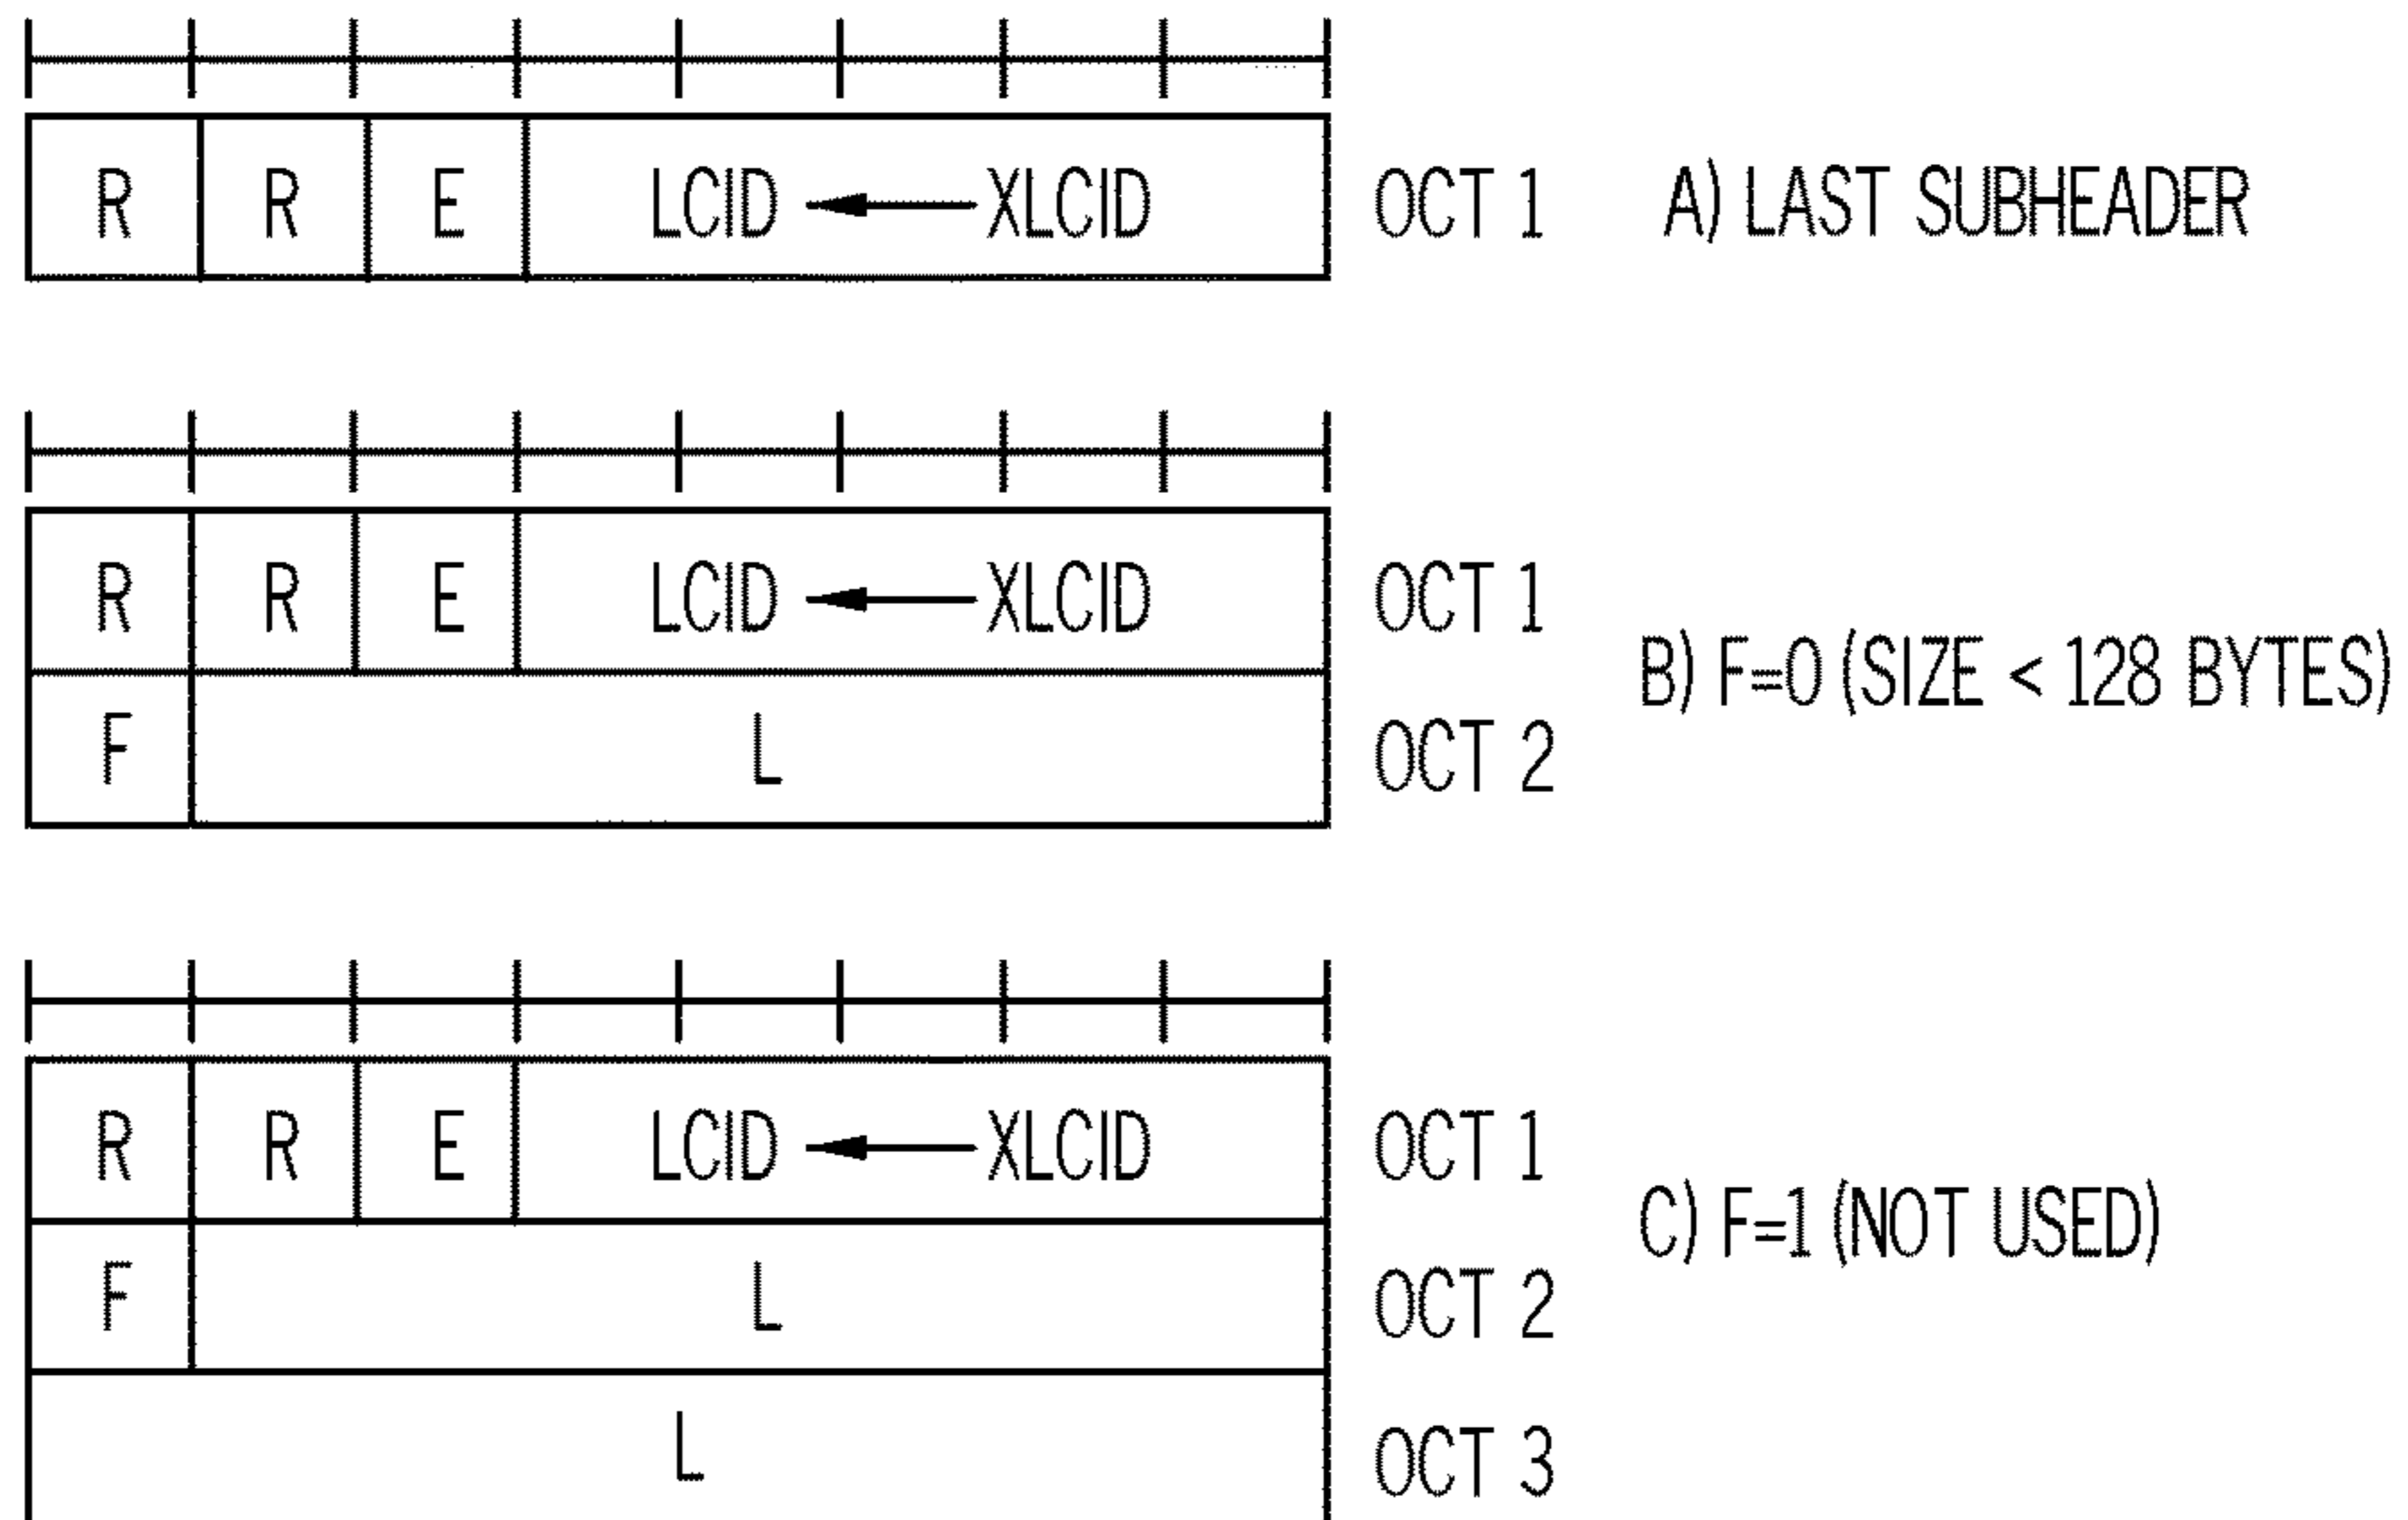 R R E LCID XLCID OCT 1 A) LAST SUBHEADER
R R E LCID XLCID OCT 1
B) F=0 (SIZE < 128 BYTES)
F L OCT 2
R R E LCID XLCID OCT 1
C) F=1 (NOT USED)
F L OCT 2
L OCT 3